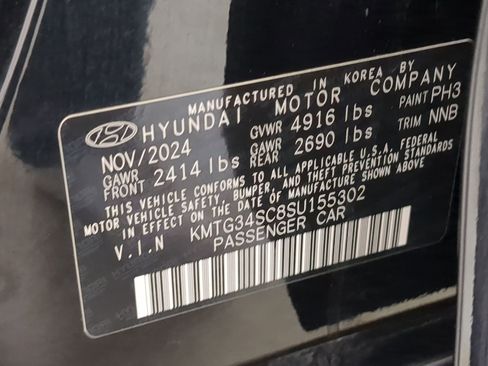 MANUFACTURED IN KOREA BY
HYUNDAI MOTOR COMPANY
NOV/2024 GVWR 4916 lbs PAINT PH3
GAWR FRONT 2414 lbs GAWR REAR 2690 lbs TRIM NNB
THIS VEHICLE CONFORMS TO ALL APPLICABLE U.S.A. FEDERAL
MOTOR VEHICLE SAFETY, BUMPER, AND THEFT PREVENTION
STANDARDS IN EFFECT ON THE DATE OF MANUFACTURE SHOWN ABOVE.
V.I.N KMTG34SC8SU155302
PASSENGER CAR